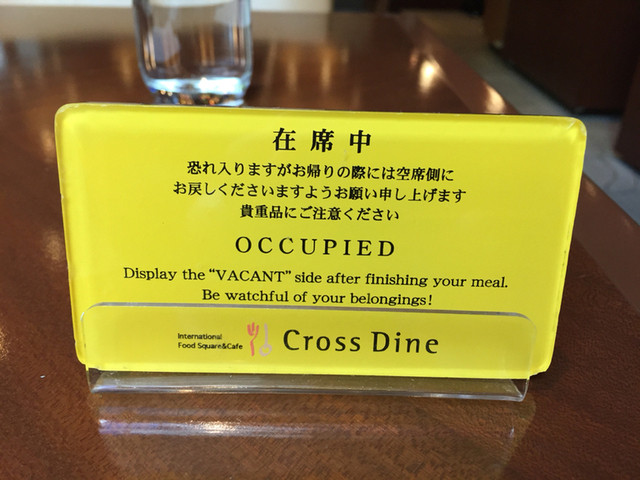 在席中
恐れ入りますがお帰りの際には空席側に
お戻しくださいますようお願い申し上げます
貴重品にご注意ください
OCCUPIED
Display the “VACANT” side after finishing your meal.
Be watchful of your belongings!
International
Food Square&Cafe
Cross Dine